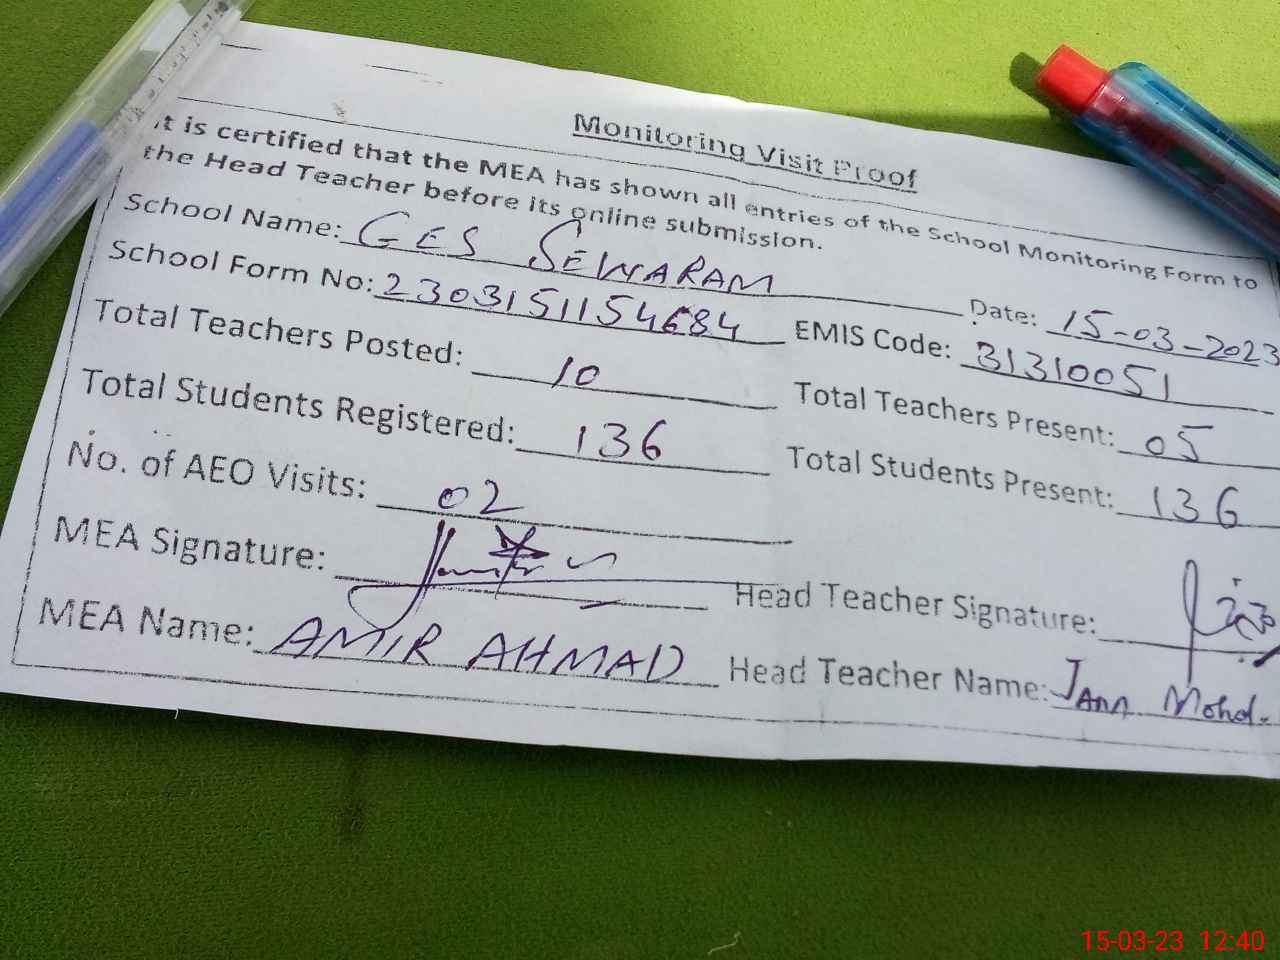 Monitoring Visit Proof
It is certified that the MEA has shown all entries of the School Monitoring Form to
the Head Teacher before its online submission.
School Name: GES SEWARAM Date: 15-03-2023
School Form No: 2303151154684 EMIS Code: 31310051
Total Teachers Posted: 10 Total Teachers Present: 05
Total Students Registered: 136 Total Students Present: 136
No. of AEO Visits: 02
MEA Signature: Head Teacher Signature:
MEA Name: AMIR AHMAD Head Teacher Name: Jann Mohd.
15-03-23 12:40